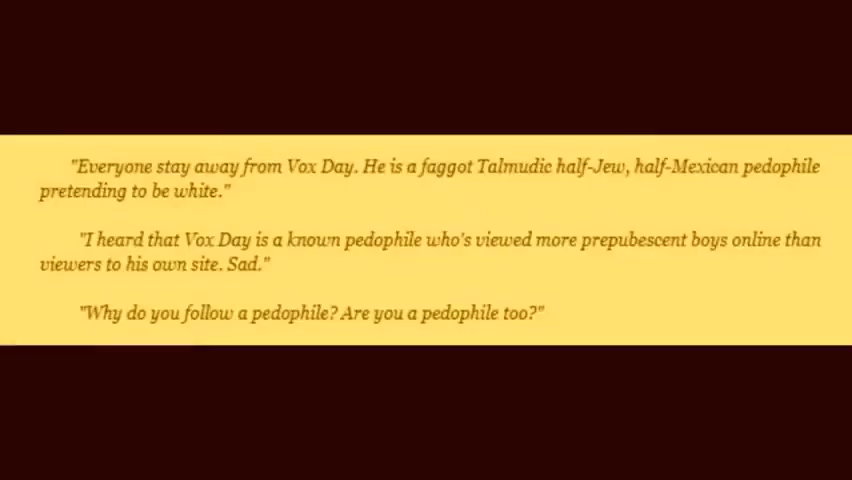 "Everyone stay away from Vox Day. He is a faggot Talmudic half-Jew, half-Mexican pedophile
pretending to be white."
"I heard that Vox Day is a known pedophile who's viewed more prepubescent boys online than
viewers to his own site. Sad."
"Why do you follow a pedophile? Are you a pedophile too?"